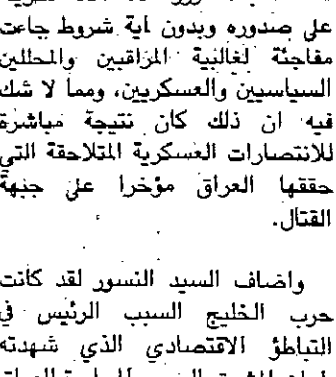 على صدوره وبدون اية شروط جاءت
مفاجئة لغالبية المراقبين والمحللين
السياسيين والعسكريين، ومما لا شك
فيه ان ذلك كان نتيجة مباشرة
للانتصارات العسكرية المتلاحقة التي
حققها العراق مؤخرا على جبهة
القتال.
واضاف السيد النسور لقد كانت
حرب الخليج السبب الرئيس في
التباطؤ الاقتصادي الذي شهدته